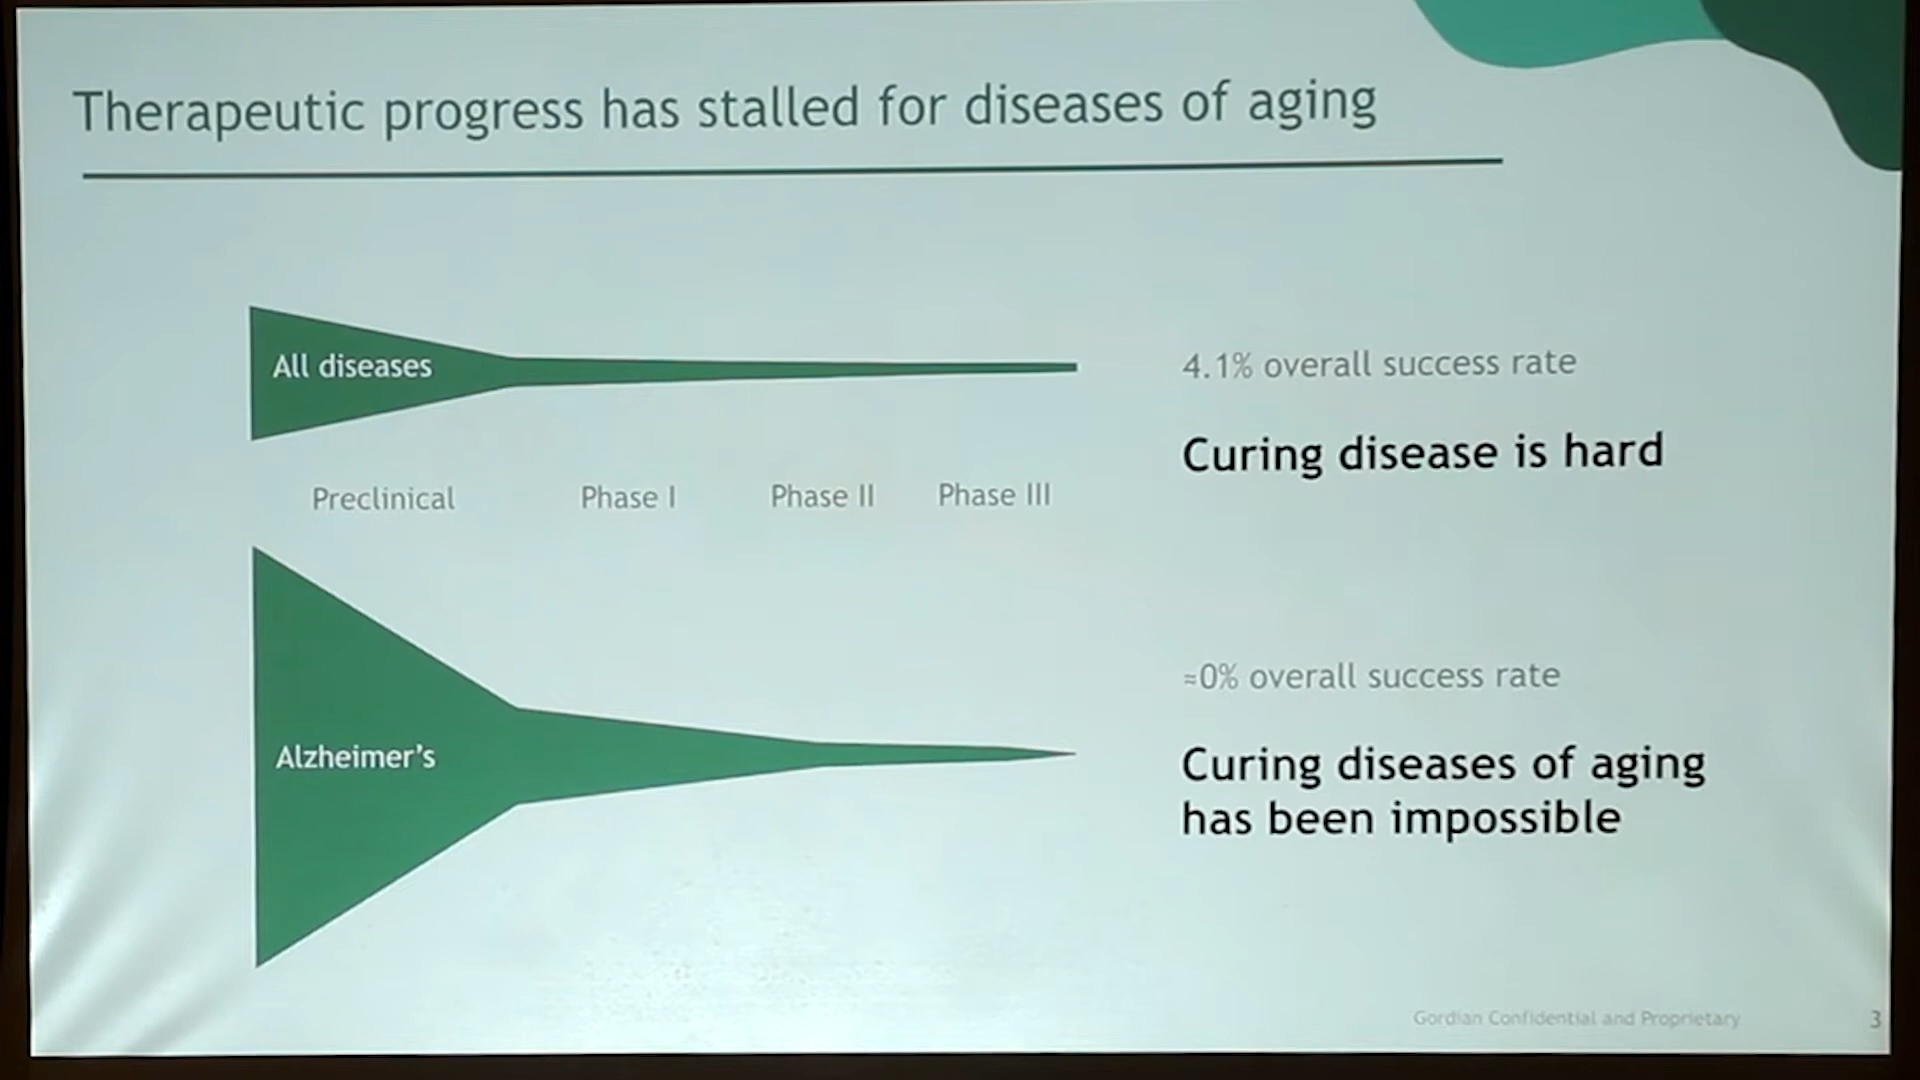 Therapeutic progress has stalled for diseases of aging
All diseases
4.1% overall success rate
Curing disease is hard
Preclinical
Phase I
Phase II
Phase III
Alzheimer's
≈0% overall success rate
Curing diseases of aging
has been impossible
Gordian Confidential and Proprietary
3